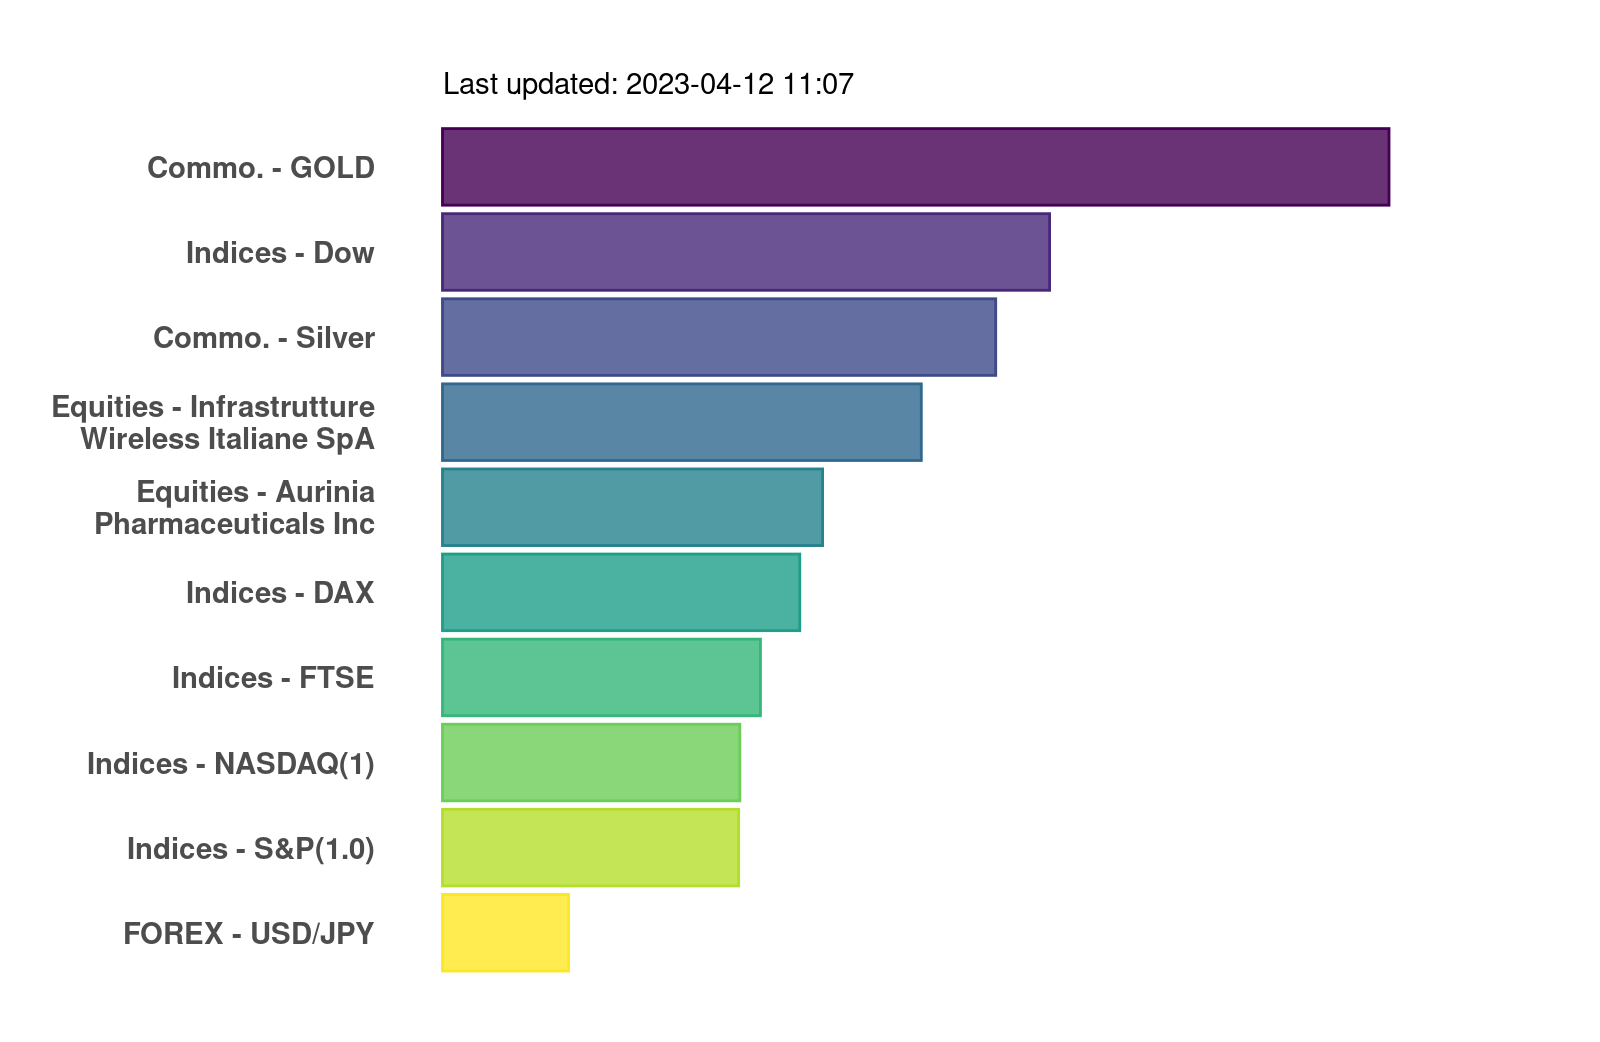 Last updated: 2023-04-12 11:07
Commo. - GOLD
Indices - Dow
Commo. - Silver
Equities - Infrastrutture
Wireless Italiane SpA
Equities - Aurinia
Pharmaceuticals Inc
Indices - DAX
Indices - FTSE
Indices - NASDAQ(1)
Indices - S&P(1.0)
FOREX - USD/JPY